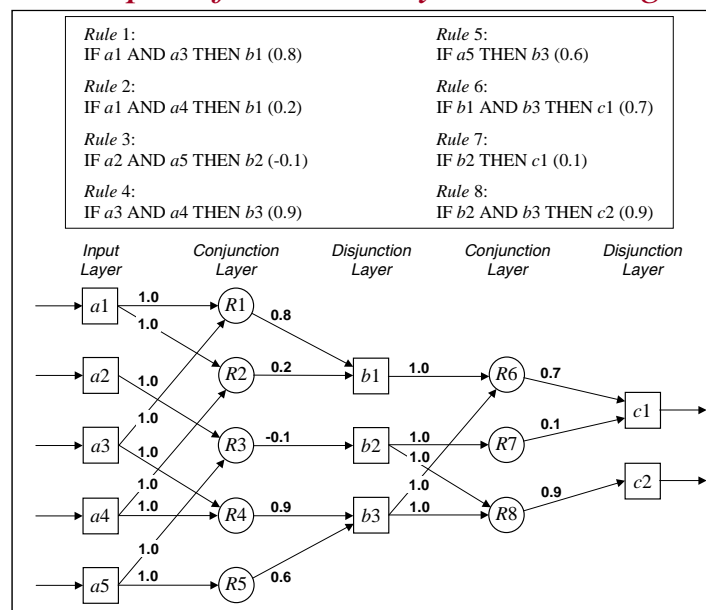 Rule 1:
IF a1 AND a3 THEN b1 (0.8)
Rule 2:
IF a1 AND a4 THEN b1 (0.2)
Rule 3:
IF a2 AND a5 THEN b2 (-0.1)
Rule 4:
IF a3 AND a4 THEN b3 (0.9)
Rule 5:
IF a5 THEN b3 (0.6)
Rule 6:
IF b1 AND b3 THEN c1 (0.7)
Rule 7:
IF b2 THEN c1 (0.1)
Rule 8:
IF b2 AND b3 THEN c2 (0.9)
Input Layer
Conjunction Layer
Disjunction Layer
Conjunction Layer
Disjunction Layer
a1 1.0 R1 0.8
1.0
a2 1.0 R2 0.2 b1 1.0 R6 0.7
c1
a3 1.0 R3 -0.1 b2 1.0 R7 0.1
1.0 1.0
c2
a4 1.0 R4 0.9 b3 1.0 R8 0.9
1.0
1.0
a5 1.0 R5 0.6